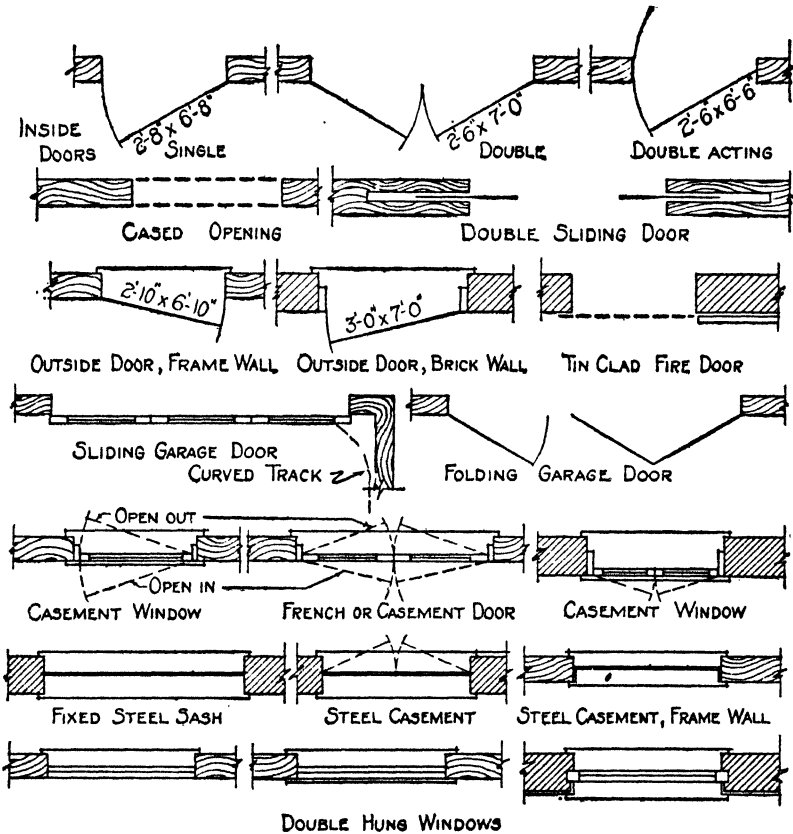 2'-8" x 6'-8"
2'-6" x 7'-0"
2'-6" x 6'-6"
INSIDE
DOORS
SINGLE
DOUBLE
DOUBLE ACTING
CASED OPENING
DOUBLE SLIDING DOOR
2'-10" x 6'-10"
3'-0" x 7'-0"
OUTSIDE DOOR, FRAME WALL
OUTSIDE DOOR, BRICK WALL
TIN CLAD FIRE DOOR
SLIDING GARAGE DOOR
CURVED TRACK
FOLDING GARAGE DOOR
OPEN OUT
OPEN IN
CASEMENT WINDOW
FRENCH OR CASEMENT DOOR
CASEMENT WINDOW
FIXED STEEL SASH
STEEL CASEMENT
STEEL CASEMENT, FRAME WALL
DOUBLE HUNG WINDOWS